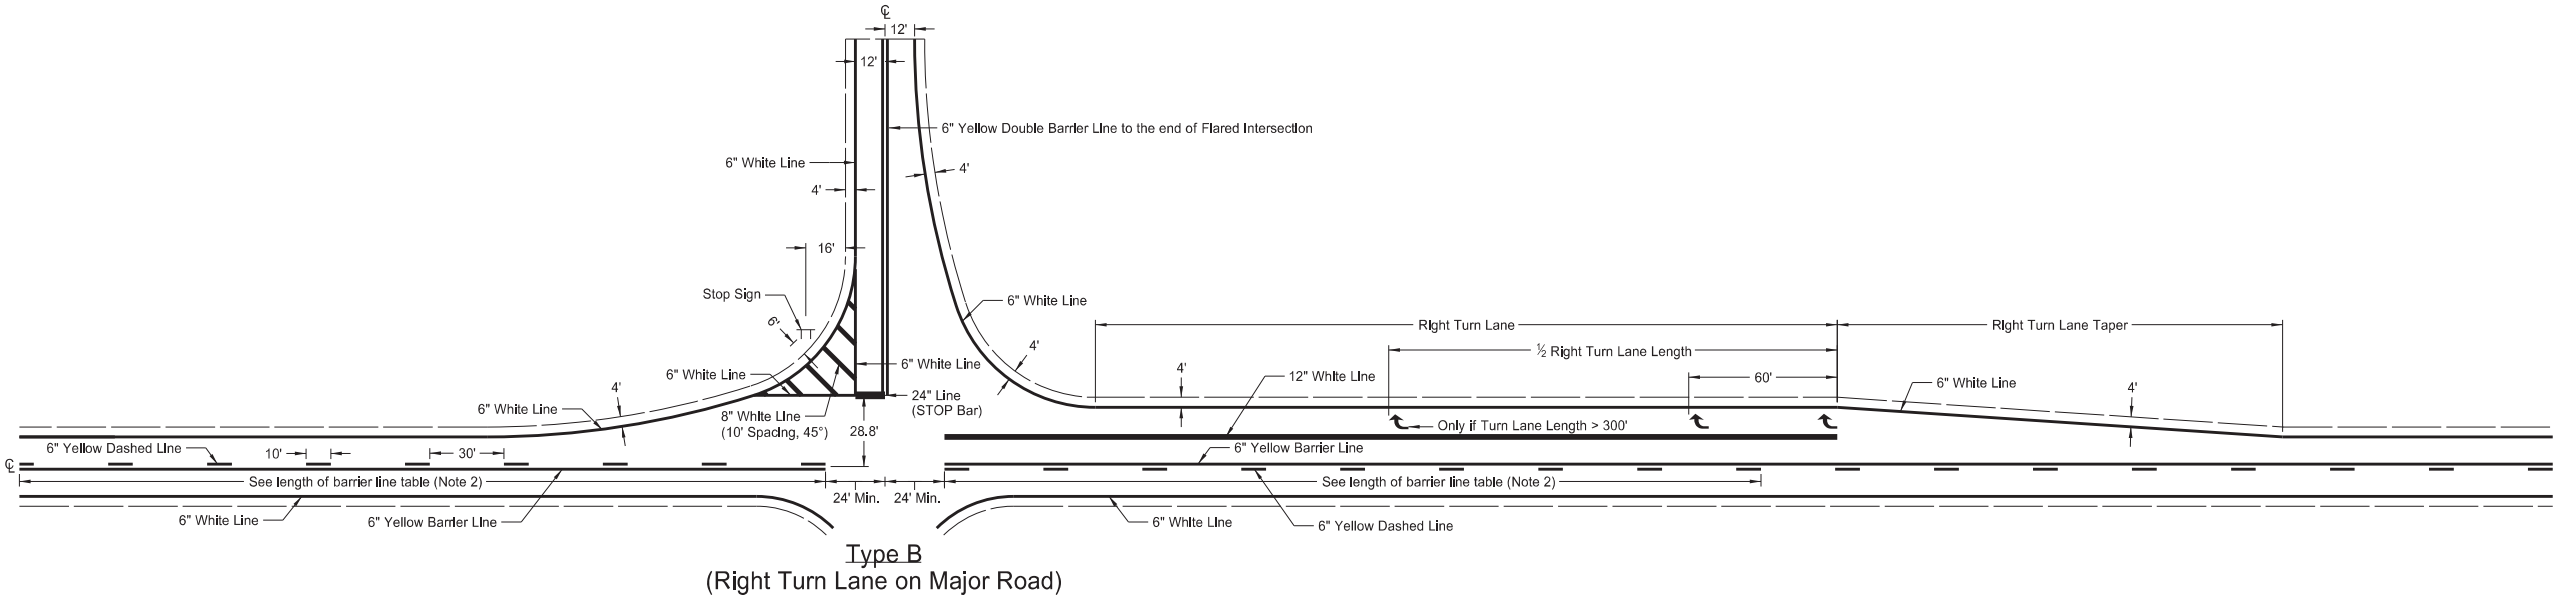 ℄
12'
12'
6" Yellow Double Barrier Line to the end of Flared Intersection
6" White Line
4'
4'
16'
Stop Sign
6'
6" White Line
Right Turn Lane
Right Turn Lane Taper
4'
½ Right Turn Lane Length
6" White Line
6" White Line
4'
12" White Line
60'
6" White Line
4'
4'
24" Line
(STOP Bar)
6" White Line
8" White Line
(10' Spacing, 45°)
28.8'
Only if Turn Lane Length > 300'
6" Yellow Dashed Line
10'
30'
6" Yellow Barrier Line
℄
See length of barrier line table (Note 2)
24' Min.
24' Min.
See length of barrier line table (Note 2)
6" White Line
6" Yellow Barrier Line
6" White Line
6" Yellow Dashed Line
Type B
(Right Turn Lane on Major Road)